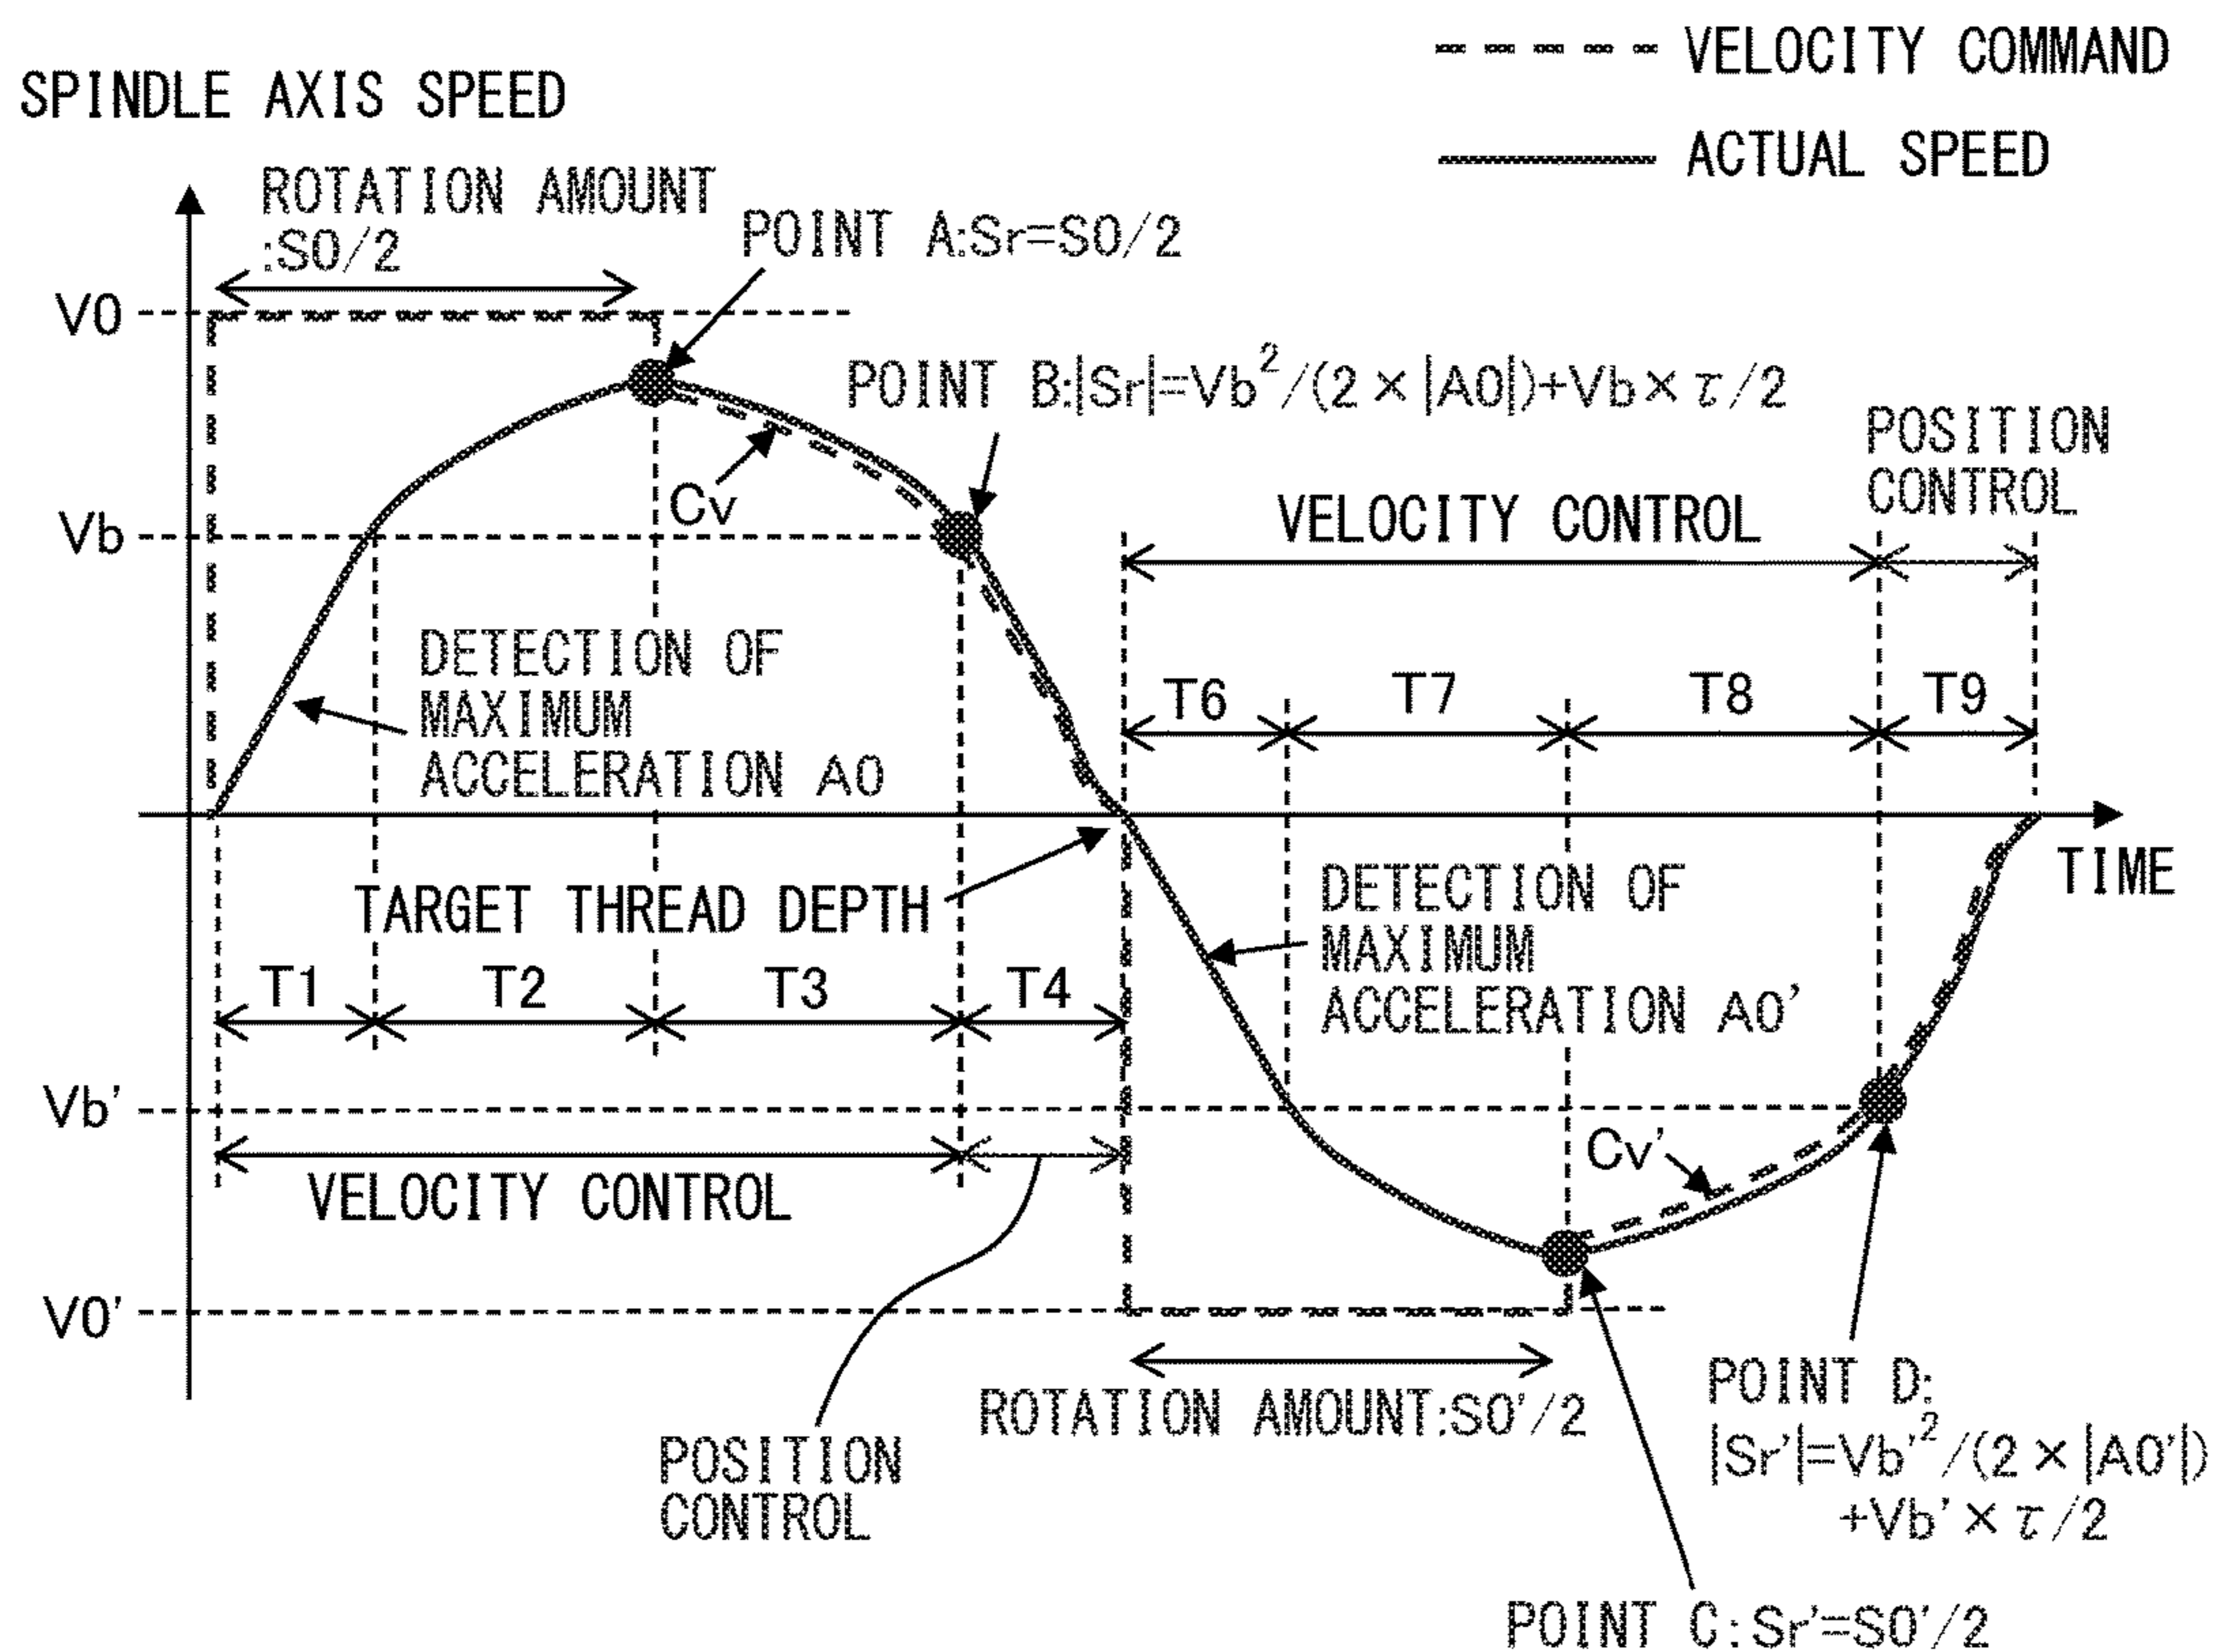 VELOCITY COMMAND
SPINDLE AXIS SPEED
ACTUAL SPEED
ROTATION AMOUNT
:S0/2
POINT A:Sr=S0/2
V0
POINT B:|Sr|=Vb²/(2×|A0|)+Vb×τ/2
POSITION
CONTROL
Cv
VELOCITY CONTROL
Vb
DETECTION OF
MAXIMUM
ACCELERATION A0
T6
T7
T8
T9
TIME
TARGET THREAD DEPTH
DETECTION OF
MAXIMUM
ACCELERATION A0'
T1
T2
T3
T4
Vb'
Cv'
VELOCITY CONTROL
V0'
POINT D:
|Sr'|=Vb'²/(2×|A0'|)
+Vb'×τ/2
ROTATION AMOUNT:S0'/2
POSITION
CONTROL
POINT C:Sr'=S0'/2